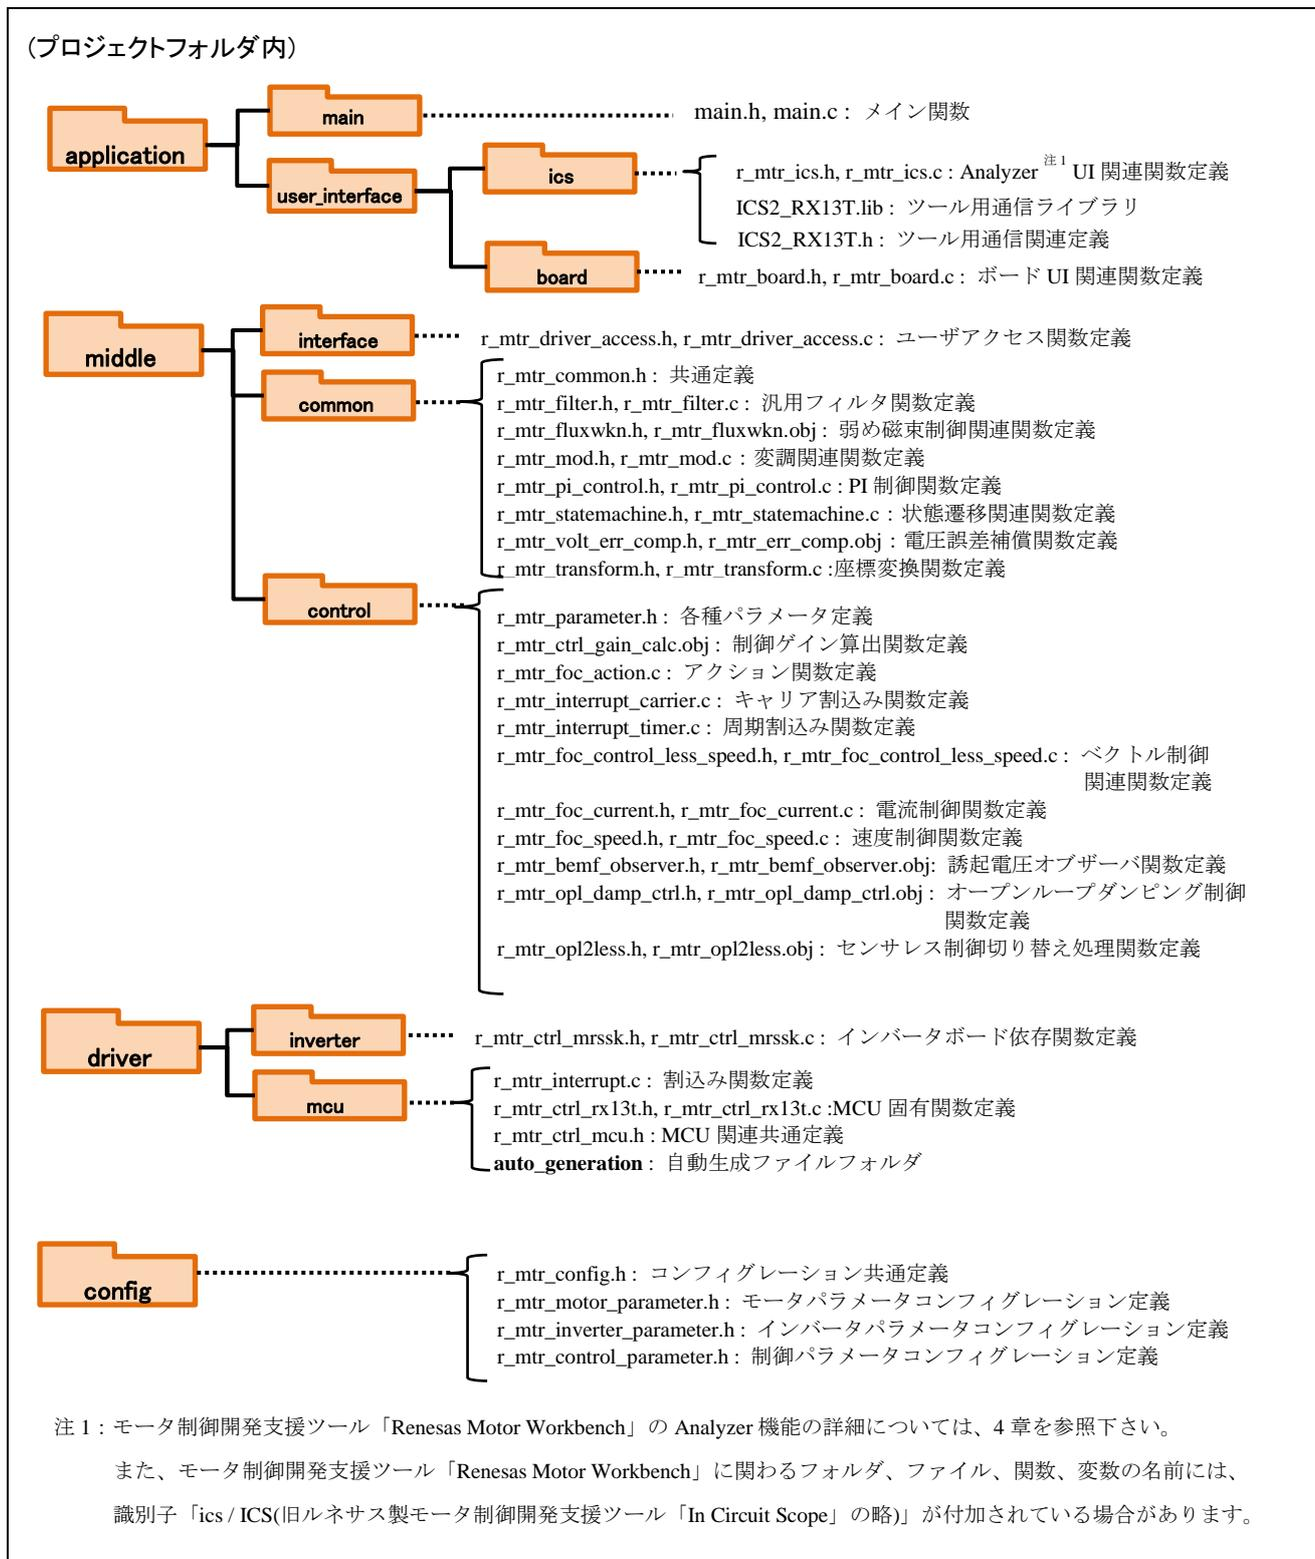 (プロジェクトフォルダ内)
application
main
main.h, main.c : メイン関数
user_interface
ics
r_mtr_ics.h, r_mtr_ics.c : Analyzer 注1 UI 関連関数定義
ICS2_RX13T.lib : ツール用通信ライブラリ
ICS2_RX13T.h : ツール用通信関連定義
board
r_mtr_board.h, r_mtr_board.c : ボード UI 関連関数定義
middle
interface
r_mtr_driver_access.h, r_mtr_driver_access.c : ユーザアクセス関数定義
common
r_mtr_common.h : 共通定義
r_mtr_filter.h, r_mtr_filter.c : 汎用フィルタ関数定義
r_mtr_fluxwkn.h, r_mtr_fluxwkn.obj : 弱め磁束制御関連関数定義
r_mtr_mod.h, r_mtr_mod.c : 変調関連関数定義
r_mtr_pi_control.h, r_mtr_pi_control.c : PI 制御関数定義
r_mtr_statemachine.h, r_mtr_statemachine.c : 状態遷移関連関数定義
r_mtr_volt_err_comp.h, r_mtr_err_comp.obj : 電圧誤差補償関数定義
r_mtr_transform.h, r_mtr_transform.c :座標変換関数定義
control
r_mtr_parameter.h : 各種パラメータ定義
r_mtr_ctrl_gain_calc.obj : 制御ゲイン算出関数定義
r_mtr_foc_action.c : アクション関数定義
r_mtr_interrupt_carrier.c : キャリア割込み関数定義
r_mtr_interrupt_timer.c : 周期割込み関数定義
r_mtr_foc_control_less_speed.h, r_mtr_foc_control_less_speed.c : ベクトル制御
関連関数定義
r_mtr_foc_current.h, r_mtr_foc_current.c : 電流制御関数定義
r_mtr_foc_speed.h, r_mtr_foc_speed.c : 速度制御関数定義
r_mtr_bemf_observer.h, r_mtr_bemf_observer.obj: 誘起電圧オブザーバ関数定義
r_mtr_opl_damp_ctrl.h, r_mtr_opl_damp_ctrl.obj : オープンループダンピング制御
関数定義
r_mtr_opl2less.h, r_mtr_opl2less.obj : センサレス制御切り替え処理関数定義
driver
inverter
r_mtr_ctrl_mrssk.h, r_mtr_ctrl_mrssk.c : インバータボード依存関数定義
mcu
r_mtr_interrupt.c : 割込み関数定義
r_mtr_ctrl_rx13t.h, r_mtr_ctrl_rx13t.c :MCU 固有関数定義
r_mtr_ctrl_mcu.h : MCU 関連共通定義
auto_generation : 自動生成ファイルフォルダ
config
r_mtr_config.h : コンフィグレーション共通定義
r_mtr_motor_parameter.h : モータパラメータコンフィグレーション定義
r_mtr_inverter_parameter.h : インバータパラメータコンフィグレーション定義
r_mtr_control_parameter.h : 制御パラメータコンフィグレーション定義
注 1 : モータ制御開発支援ツール「Renesas Motor Workbench」の Analyzer 機能の詳細については、4 章を参照下さい。
また、モータ制御開発支援ツール「Renesas Motor Workbench」に関わるフォルダ、ファイル、関数、変数の名前には、
識別子「ics / ICS(旧ルネサス製モータ制御開発支援ツール「In Circuit Scope」の略)」が付加されている場合があります。